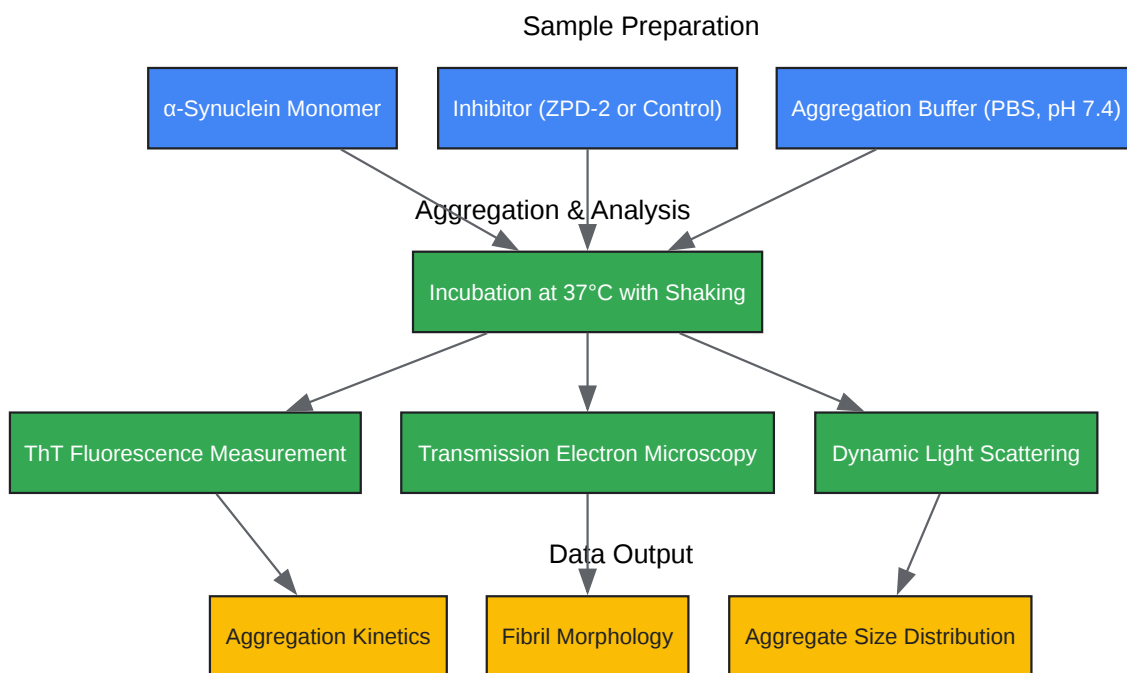 Sample Preparation
α-Synuclein Monomer
Inhibitor (ZPD-2 or Control)
Aggregation Buffer (PBS, pH 7.4)
Aggregation & Analysis
Incubation at 37°C with Shaking
ThT Fluorescence Measurement
Transmission Electron Microscopy
Dynamic Light Scattering
Data Output
Aggregation Kinetics
Fibril Morphology
Aggregate Size Distribution